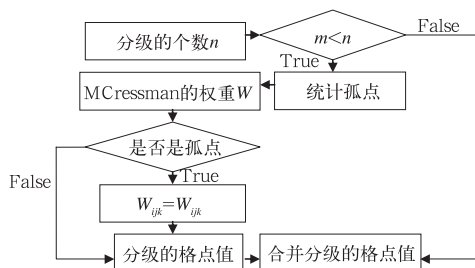 分级的个数n
m<n
False
True
MCressman的权重W
统计孤点
是否是孤点
False
True
Wijk=Wijk
分级的格点值
合并分级的格点值